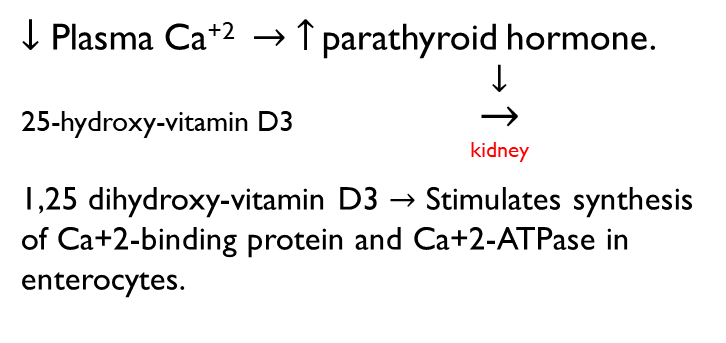 ↓ Plasma Ca⁺² → ↑ parathyroid hormone.
↓
25-hydroxy-vitamin D3 →
kidney
1,25 dihydroxy-vitamin D3 → Stimulates synthesis
of Ca+2-binding protein and Ca+2-ATPase in
enterocytes.